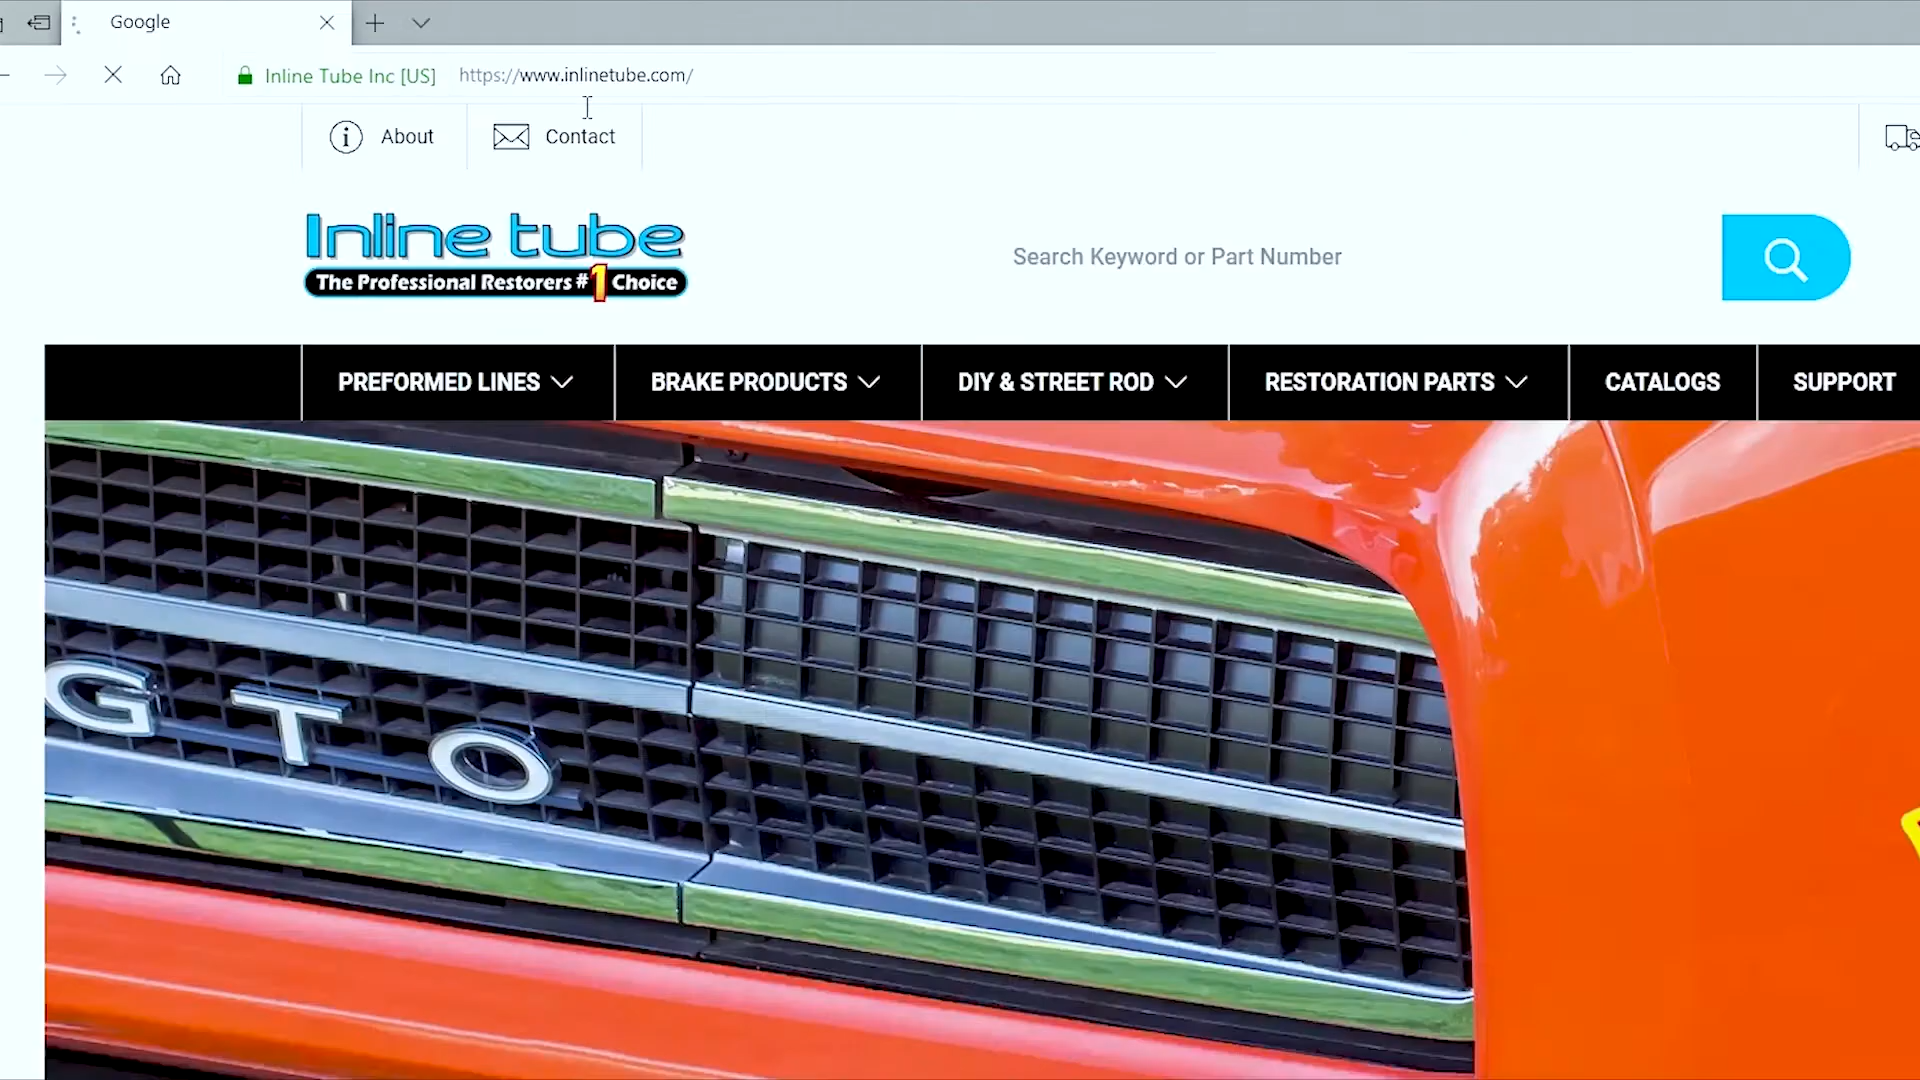 Google
Inline Tube Inc [US] https://www.inlinetube.com/
About
Contact
Inline tube
The Professional Restorers #1 Choice
Search Keyword or Part Number
PREFORMED LINES
BRAKE PRODUCTS
DIY & STREET ROD
RESTORATION PARTS
CATALOGS
SUPPORT
GTO